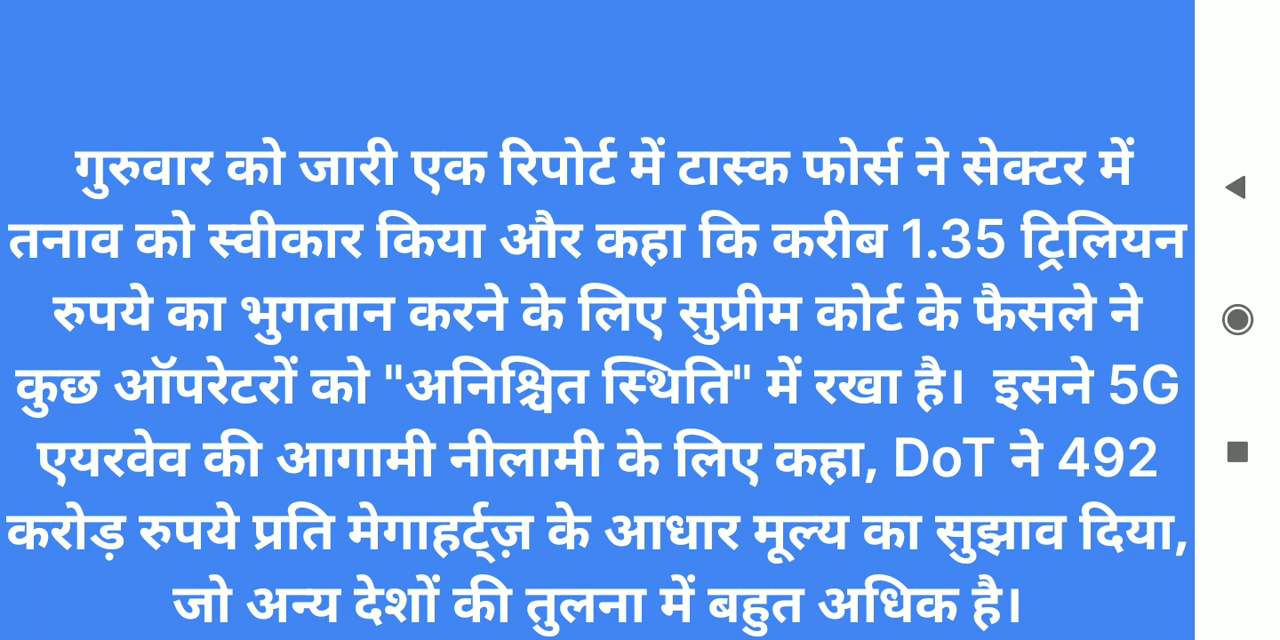 गुरुवार को जारी एक रिपोर्ट में टास्क फोर्स ने सेक्टर में
तनाव को स्वीकार किया और कहा कि करीब 1.35 ट्रिलियन
रुपये का भुगतान करने के लिए सुप्रीम कोर्ट के फैसले ने
कुछ ऑपरेटरों को "अनिश्चित स्थिति" में रखा है।  इसने 5G
एयरवेव की आगामी नीलामी के लिए कहा, DoT ने 492
करोड़ रुपये प्रति मेगाहर्ट्ज़ के आधार मूल्य का सुझाव दिया,
जो अन्य देशों की तुलना में बहुत अधिक है।